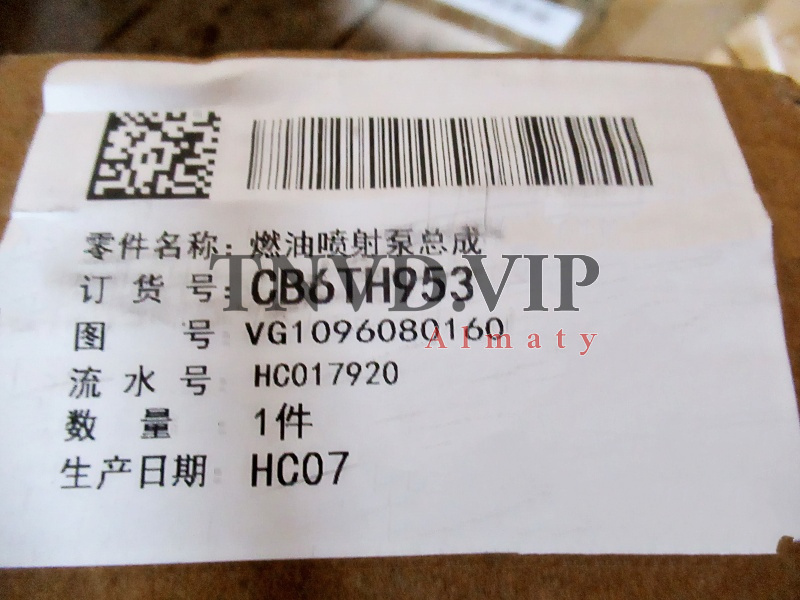 零件名称: 燃油喷射泵总成
订货号: CB6TH953
TNVD.VIP
图 号 VG1096080160
Almaty
流水号 HC017920
数量 1件
生产日期 HC07